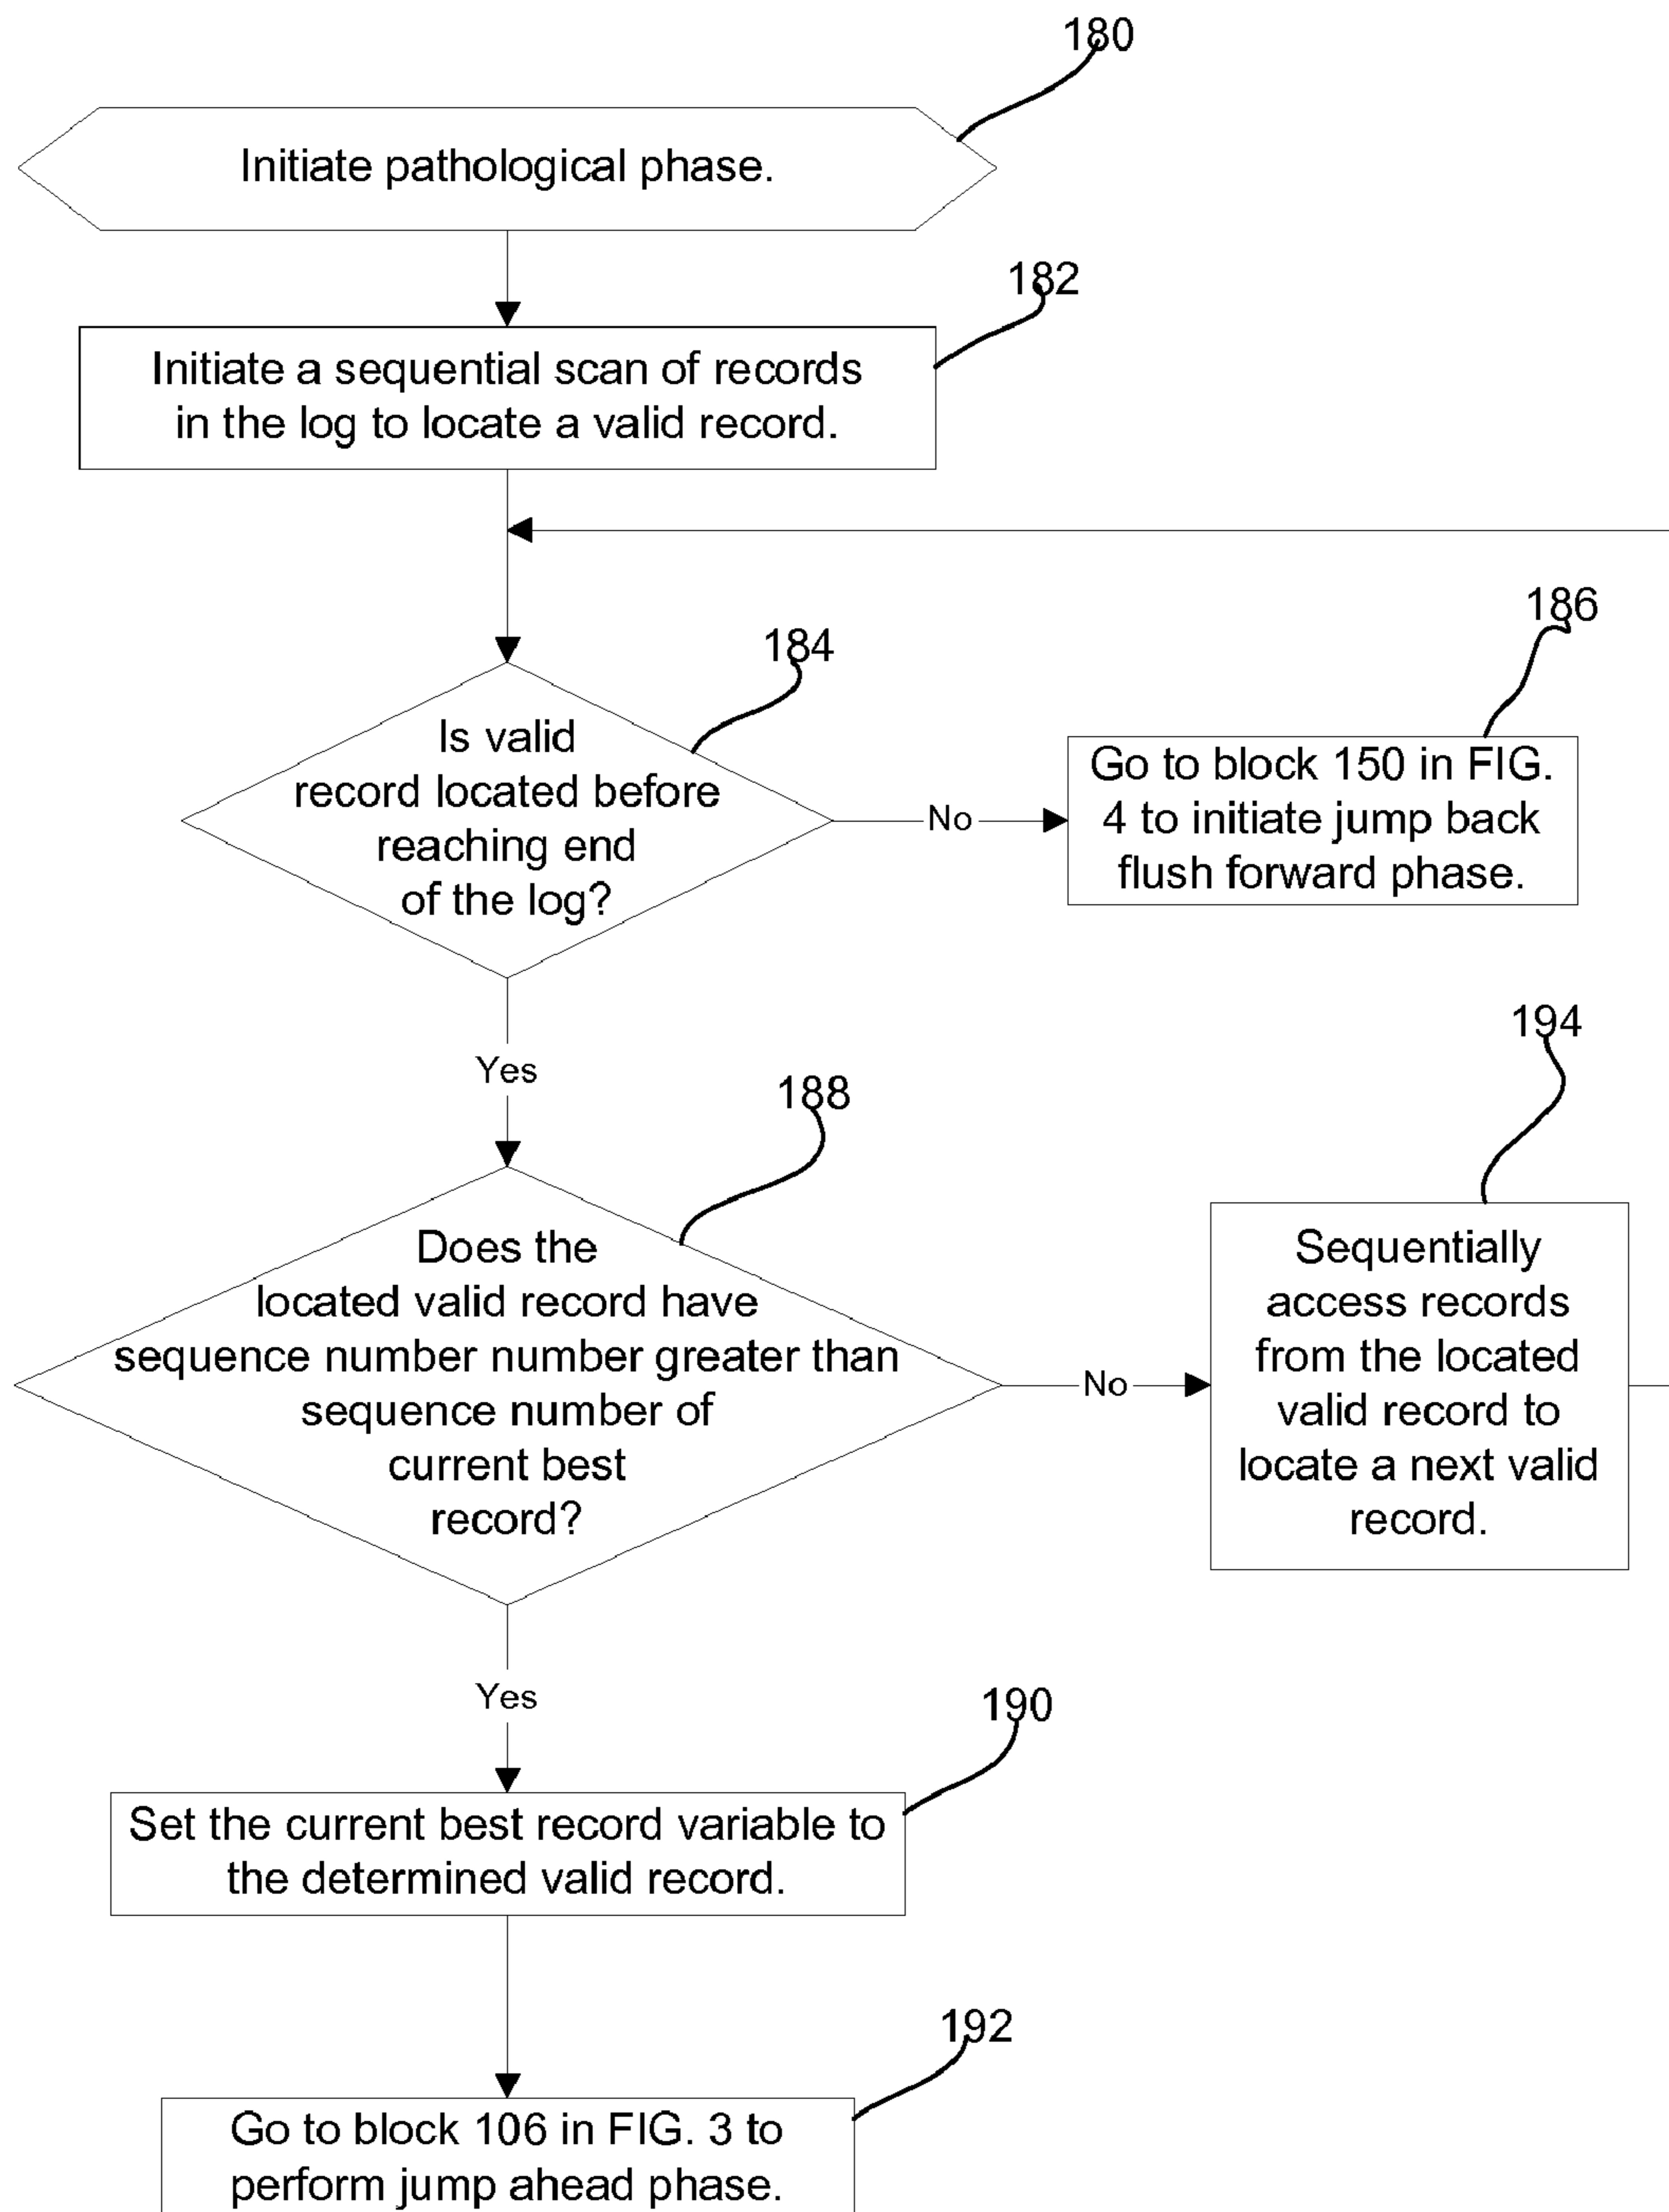 180
Initiate pathological phase.
182
Initiate a sequential scan of records
in the log to locate a valid record.
184
Is valid
record located before
reaching end
of the log?
No
186
Go to block 150 in FIG.
4 to initiate jump back
flush forward phase.
Yes
188
Does the
located valid record have
sequence number number greater than
sequence number of
current best
record?
No
194
Sequentially
access records
from the located
valid record to
locate a next valid
record.
Yes
190
Set the current best record variable to
the determined valid record.
192
Go to block 106 in FIG. 3 to
perform jump ahead phase.